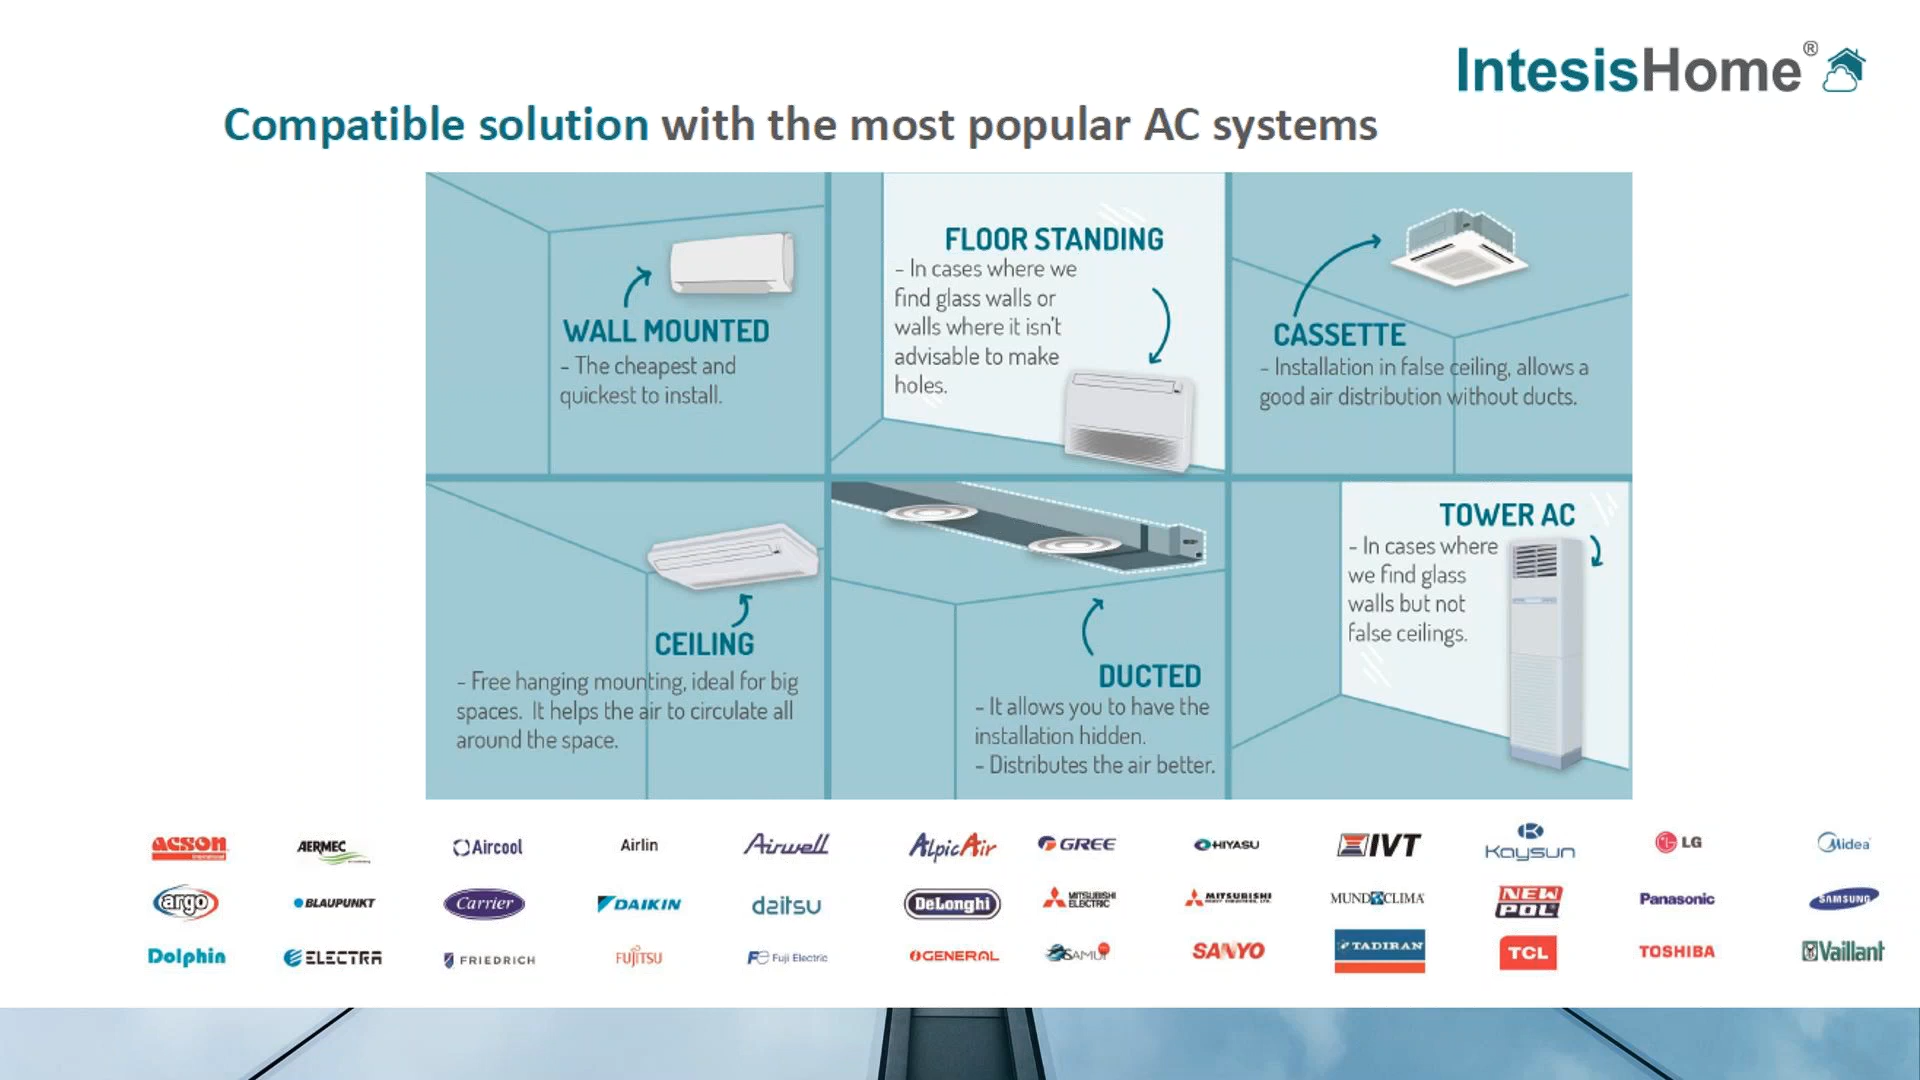 IntesisHome®
Compatible solution with the most popular AC systems
WALL MOUNTED
- The cheapest and
quickest to install.
FLOOR STANDING
- In cases where we
find glass walls or
walls where it isn't
advisable to make
holes.
CASSETTE
- Installation in false ceiling, allows a
good air distribution without ducts.
CEILING
- Free hanging mounting, ideal for big
spaces. It helps the air to circulate all
around the space.
DUCTED
- It allows you to have the
installation hidden.
- Distributes the air better.
TOWER AC
- In cases where
we find glass
walls but not
false ceilings.
ACSON
International
AERMEC
Aircool
Airlin
Airwell
AlpicAir
GREE
HIYASU
IVT
Kaysun
LG
Midea
argo
BLAUPUNKT
Carrier
DAIKIN
daitsu
DeLonghi
MITSUBISHI
ELECTRIC
MITSUBISHI
HEAVY INDUSTRIES, LTD.
MUNDOCLIMA
NEW
POL
Panasonic
SAMSUNG
Dolphin
ELECTRA
FRIEDRICH
FUJITSU
Fe Fuji Electric
GENERAL
SAMUI
SANYO
TADIRAN
TCL
TOSHIBA
Vaillant